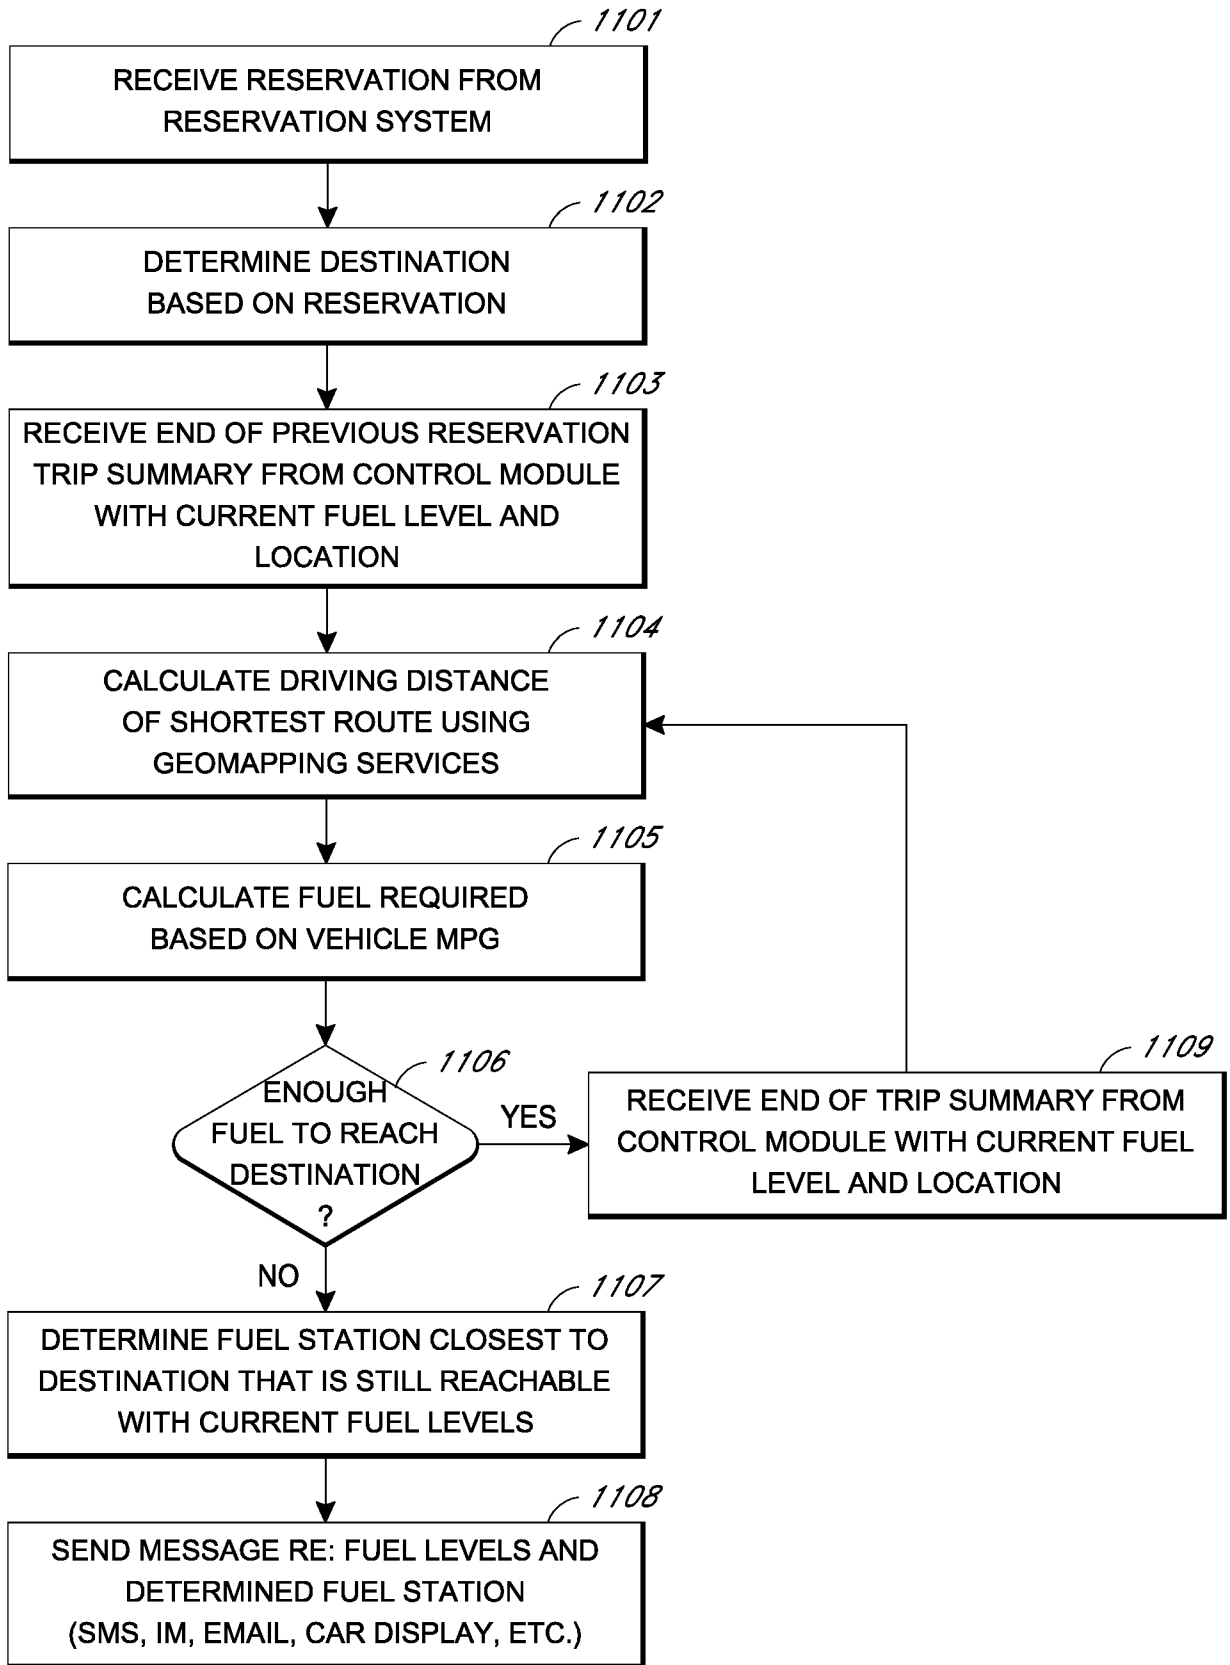 1101
RECEIVE RESERVATION FROM
RESERVATION SYSTEM
1102
DETERMINE DESTINATION
BASED ON RESERVATION
1103
RECEIVE END OF PREVIOUS RESERVATION
TRIP SUMMARY FROM CONTROL MODULE
WITH CURRENT FUEL LEVEL AND
LOCATION
1104
CALCULATE DRIVING DISTANCE
OF SHORTEST ROUTE USING
GEOMAPPING SERVICES
1105
CALCULATE FUEL REQUIRED
BASED ON VEHICLE MPG
1106
ENOUGH
FUEL TO REACH
DESTINATION
?
YES
1109
RECEIVE END OF TRIP SUMMARY FROM
CONTROL MODULE WITH CURRENT FUEL
LEVEL AND LOCATION
NO
1107
DETERMINE FUEL STATION CLOSEST TO
DESTINATION THAT IS STILL REACHABLE
WITH CURRENT FUEL LEVELS
1108
SEND MESSAGE RE: FUEL LEVELS AND
DETERMINED FUEL STATION
(SMS, IM, EMAIL, CAR DISPLAY, ETC.)